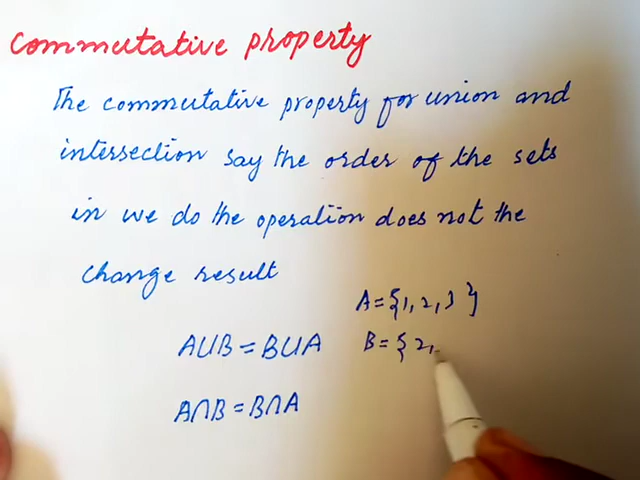 commutative property
The commutative property for union and
interssection say the order of the sets
in we do the operation does not the
change result
A={1,2,3}
A∪B=B∪A
B={2,
A∩B=B∩A